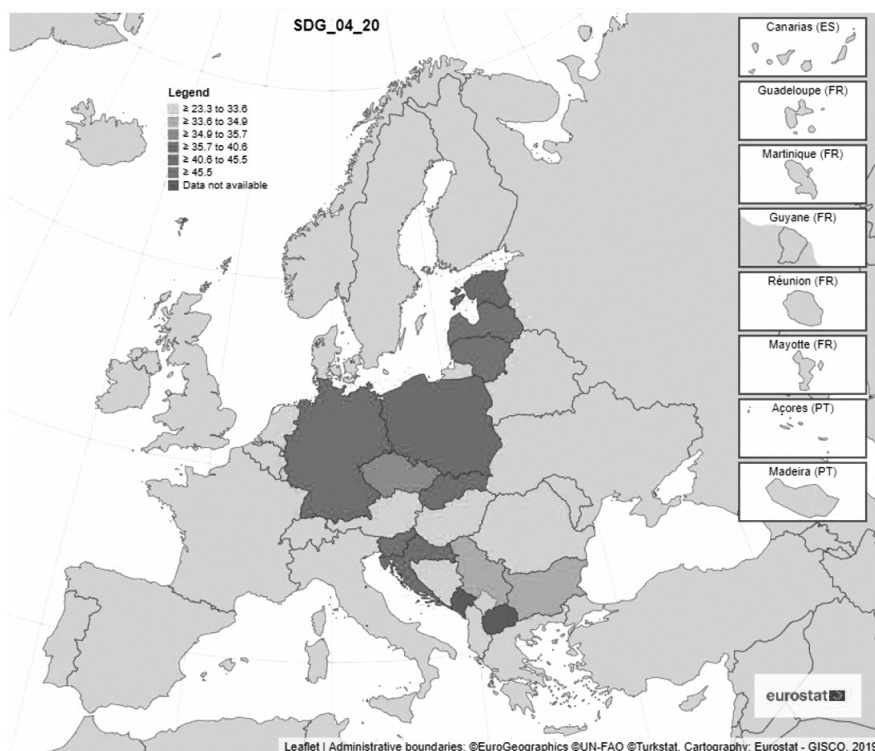 SDG_04_20
Legend
≥ 23.3 to 33.6
≥ 33.6 to 34.9
≥ 34.9 to 35.7
≥ 35.7 to 40.6
≥ 40.6 to 45.5
≥ 45.5
Data not available
Canarias (ES)
Guadeloupe (FR)
Martinique (FR)
Guyane (FR)
Réunion (FR)
Mayotte (FR)
Açores (PT)
Madeira (PT)
eurostat
Leaflet | Administrative boundaries: ©EuroGeographics ©UN-FAO ©Turkstat, Cartography: Eurostat - GISCO, 2018